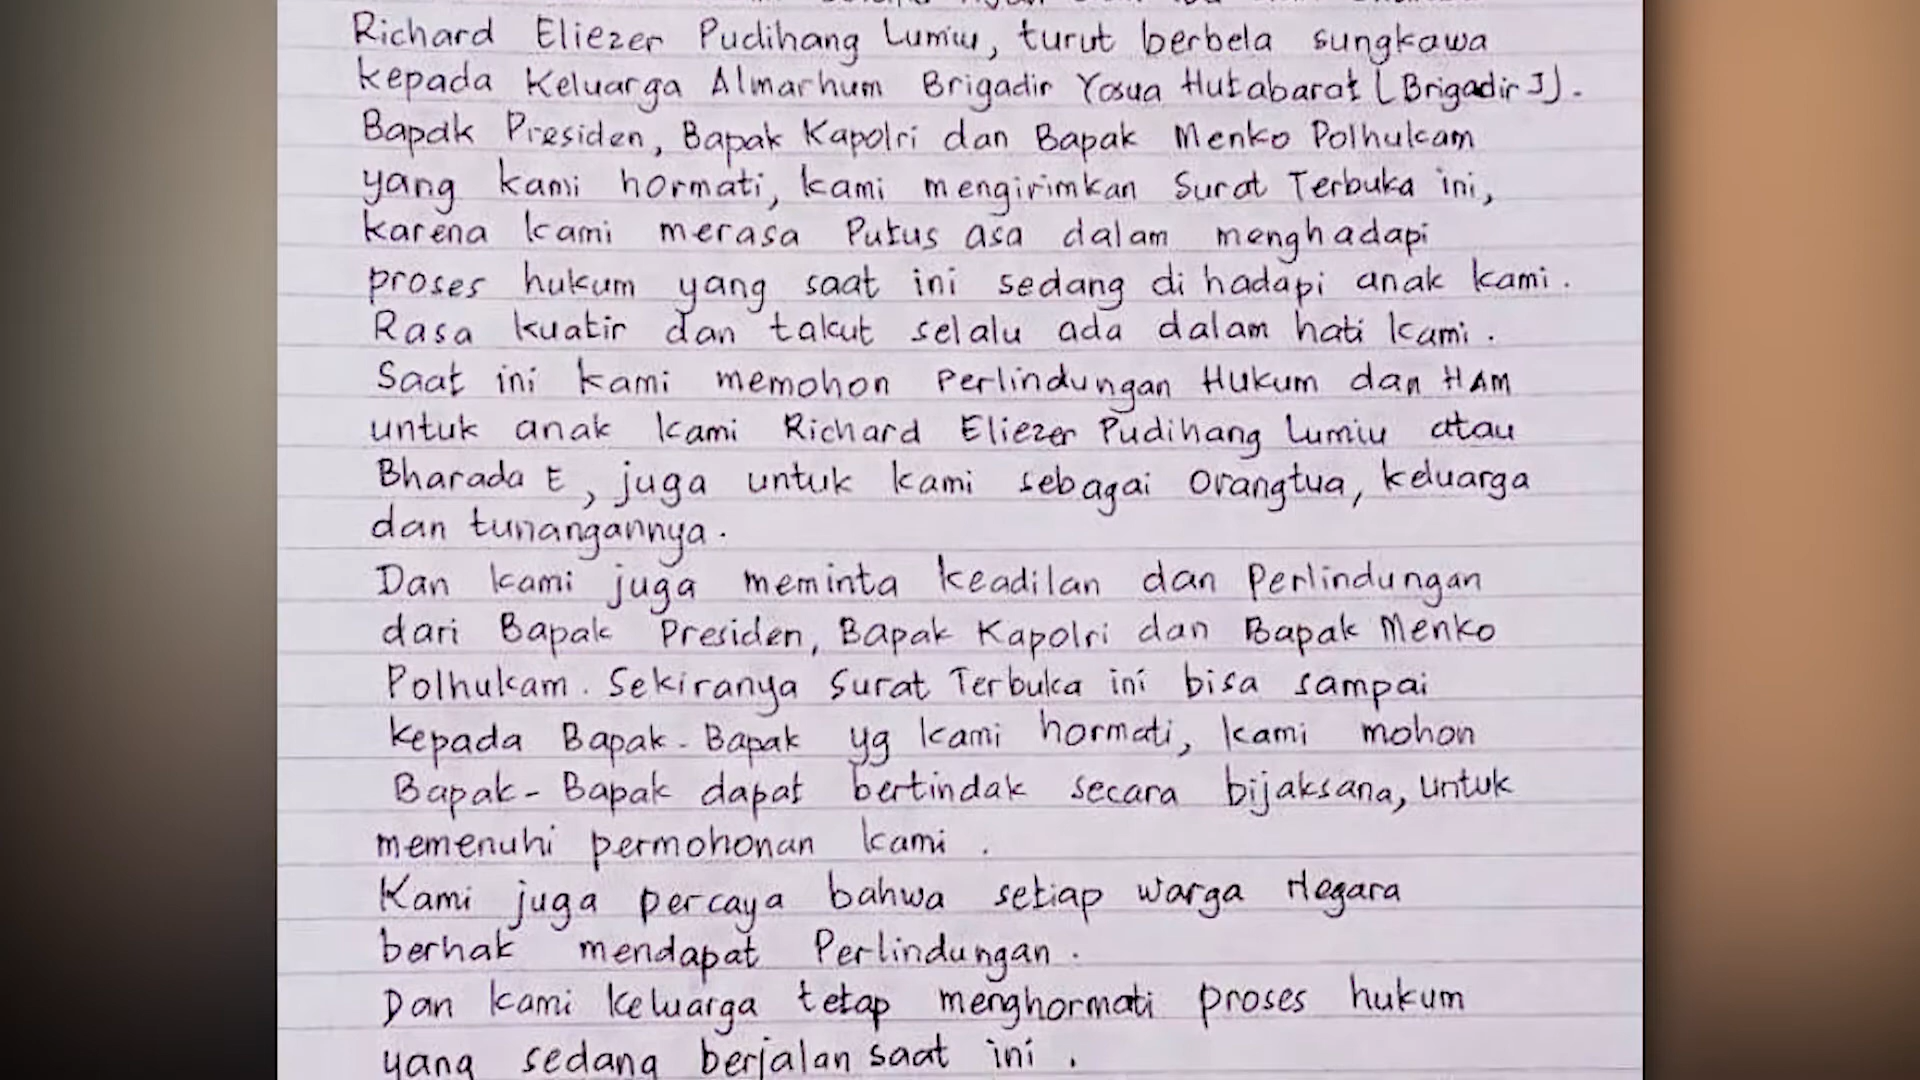 Richard Eliezer Pudihang Lumiu, turut berbela sungkawa
kepada Keluarga Almarhum Brigadir Yosua Hutabarat (Brigadir J).
Bapak Presiden, Bapak Kapolri dan Bapak Menko Polhukam
yang kami hormati, kami mengirimkan Surat Terbuka ini,
karena kami merasa Putus asa dalam menghadapi
proses hukum yang saat ini sedang di hadapi anak kami.
Rasa kuatir dan takut selalu ada dalam hati kami.
Saat ini kami memohon Perlindungan Hukum dan HAM
untuk anak kami Richard Eliezer Pudihang Lumiu atau
Bharada E, juga untuk kami sebagai Orangtua, keluarga
dan tunangannya.
Dan kami juga meminta keadilan dan Perlindungan
dari Bapak Presiden, Bapak Kapolri dan Bapak Menko
Polhukam. Sekiranya Surat Terbuka ini bisa sampai
kepada Bapak-Bapak yg kami hormati, kami mohon
Bapak-Bapak dapat bertindak secara bijaksana, untuk
memenuhi permohonan kami.
Kami juga percaya bahwa setiap warga Negara
berhak mendapat Perlindungan.
Dan kami keluarga tetap menghormati proses hukum
yang sedang berjalan saat ini.